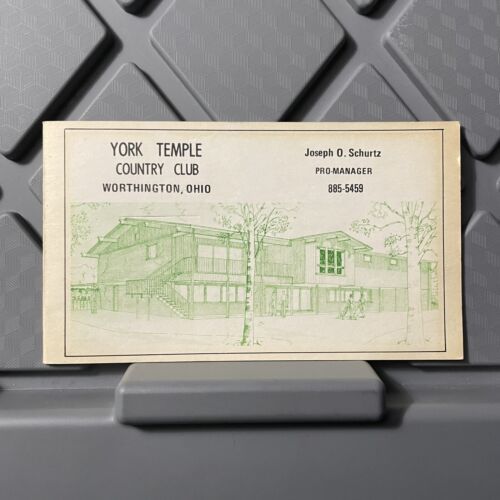 YORK TEMPLE
COUNTRY CLUB
WORTHINGTON, OHIO
Joseph O. Schurtz
PRO-MANAGER
885-5459